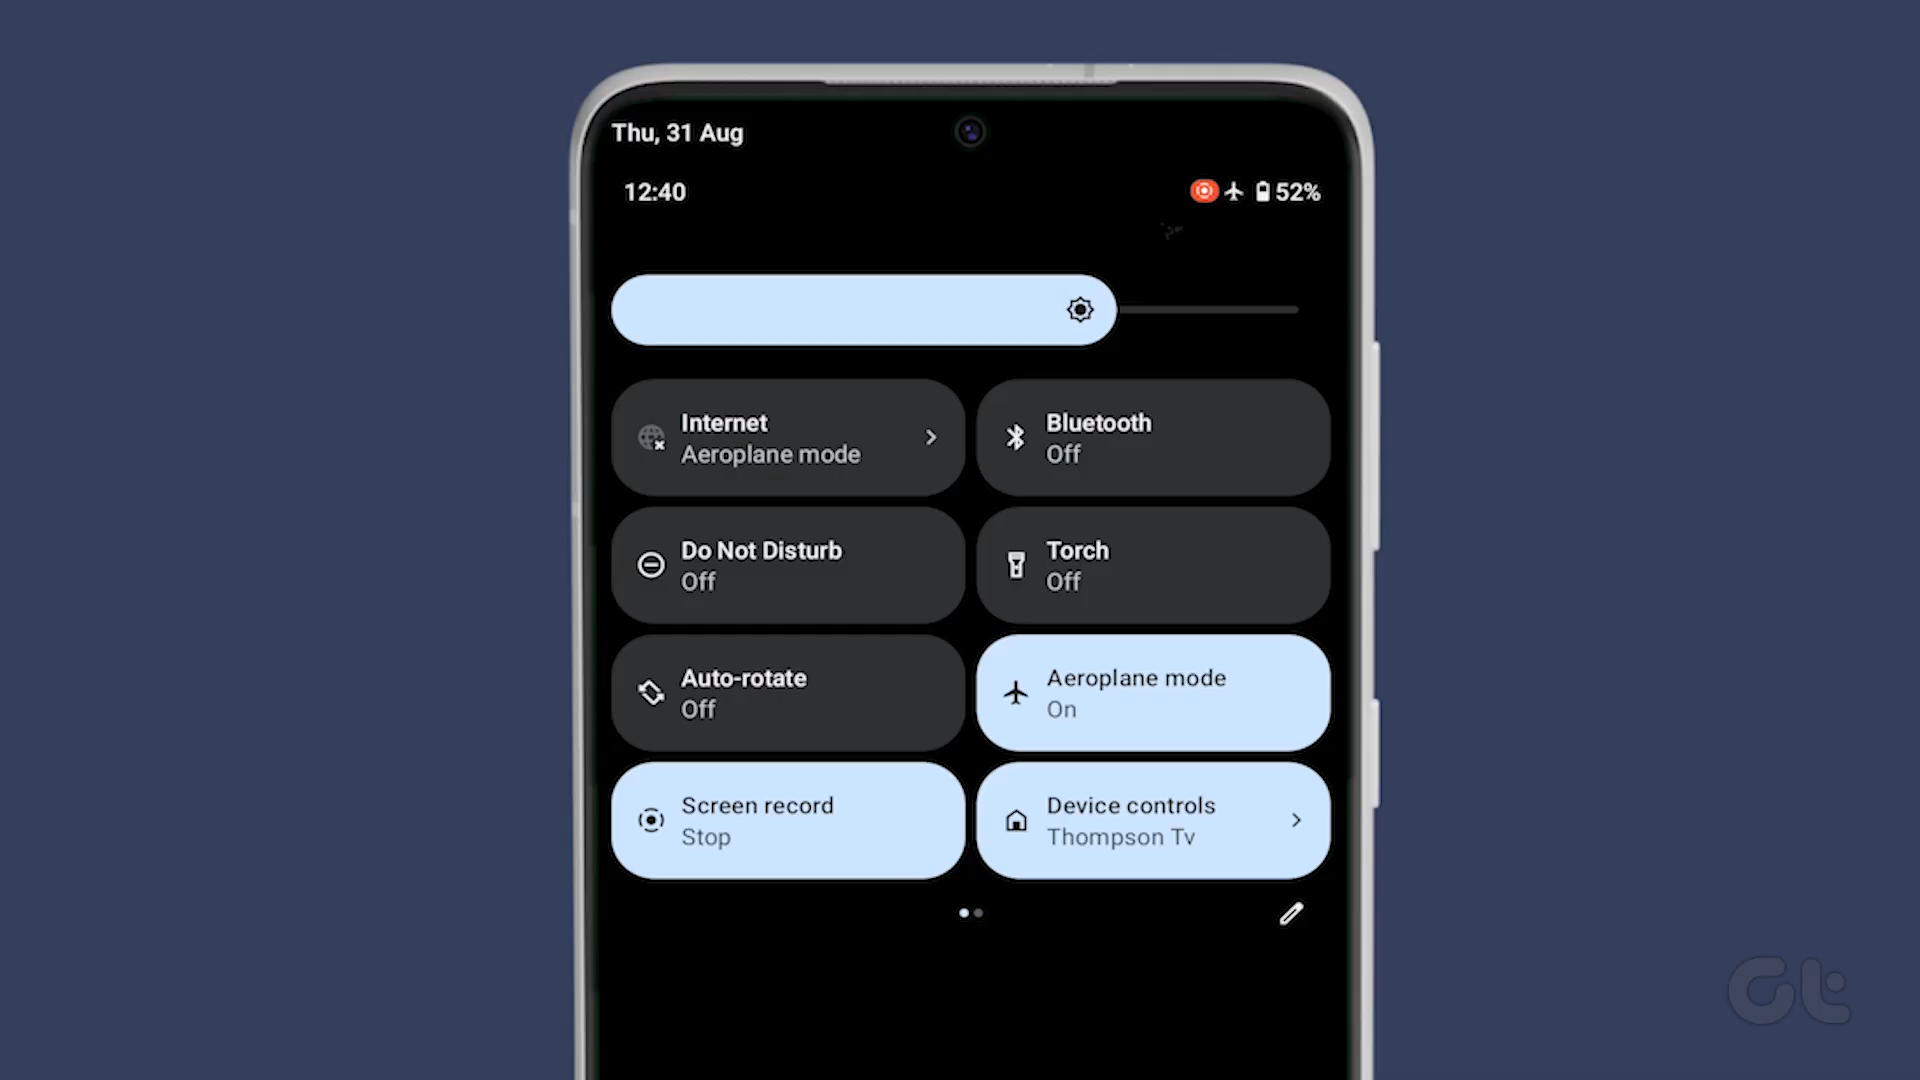 Thu, 31 Aug
12:40
52%
Internet
Aeroplane mode
Bluetooth
Off
Do Not Disturb
Off
Torch
Off
Auto-rotate
Off
Aeroplane mode
On
Screen record
Stop
Device controls
Thompson Tv
Gt